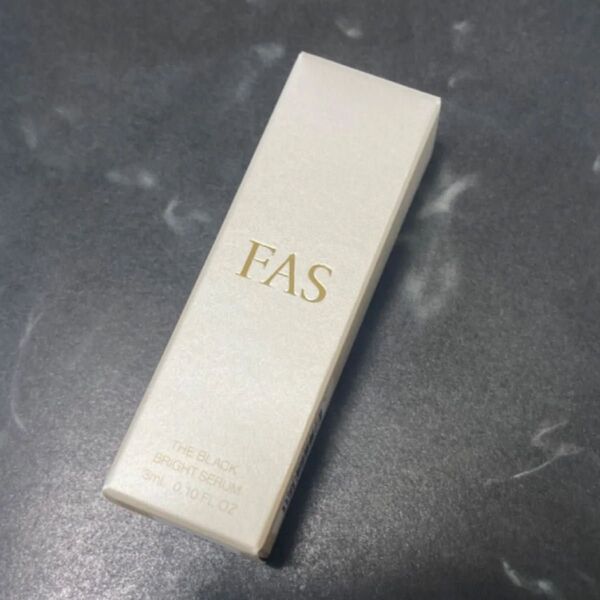 FAS
THE BLACK
BRIGHT SERUM
3mL 0.10 FL OZ